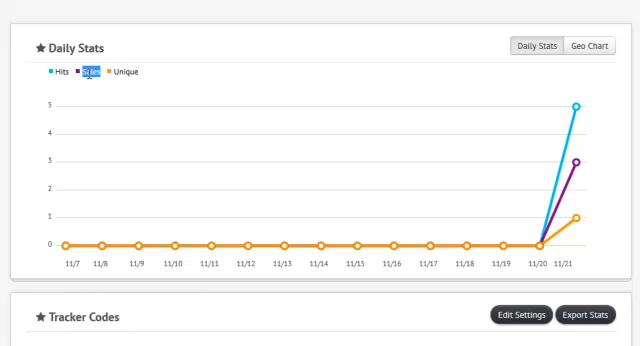 Daily Stats
Daily Stats Geo Chart
Hits Sales Unique
5
4
3
2
1
0
11/7 11/8 11/9 11/10 11/11 11/12 11/13 11/14 11/15 11/16 11/17 11/18 11/19 11/20 11/21
Tracker Codes
Edit Settings Export Stats